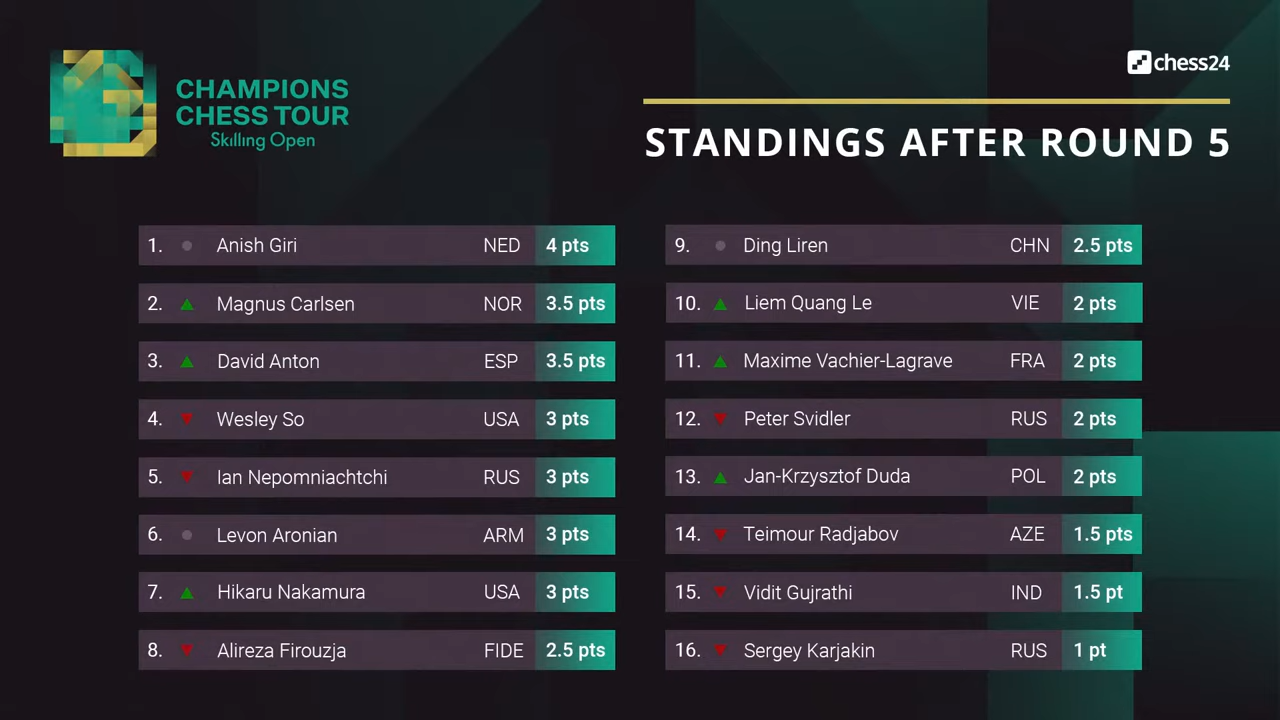 CHAMPIONS
CHESS TOUR
Skilling Open
chess24
STANDINGS AFTER ROUND 5
1. Anish Giri NED 4 pts
2. Magnus Carlsen NOR 3.5 pts
3. David Anton ESP 3.5 pts
4. Wesley So USA 3 pts
5. Ian Nepomniachtchi RUS 3 pts
6. Levon Aronian ARM 3 pts
7. Hikaru Nakamura USA 3 pts
8. Alireza Firouzja FIDE 2.5 pts
9. Ding Liren CHN 2.5 pts
10. Liem Quang Le VIE 2 pts
11. Maxime Vachier-Lagrave FRA 2 pts
12. Peter Svidler RUS 2 pts
13. Jan-Krzysztof Duda POL 2 pts
14. Teimour Radjabov AZE 1.5 pts
15. Vidit Gujrathi IND 1.5 pt
16. Sergey Karjakin RUS 1 pt